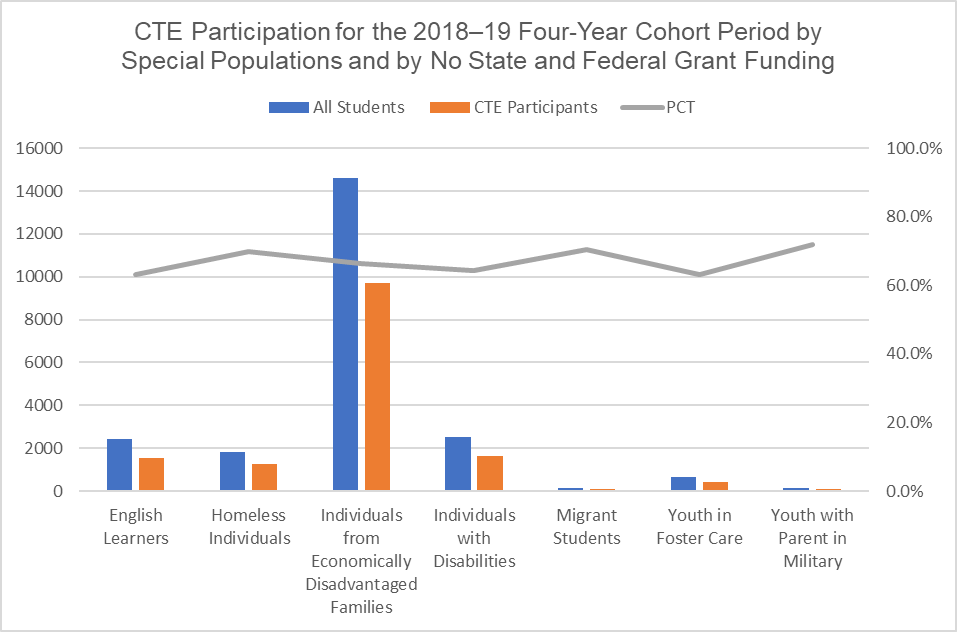 CTE Participation for the 2018–19 Four-Year Cohort Period by
Special Populations and by No State and Federal Grant Funding
All Students CTE Participants PCT
16000
14000
12000
10000
8000
6000
4000
2000
0
100.0%
80.0%
60.0%
40.0%
20.0%
0.0%
English
Learners
Homeless
Individuals
Individuals
from
Economically
Disadvantaged
Families
Individuals
with
Disabilities
Migrant
Students
Youth in
Foster Care
Youth with
Parent in
Military